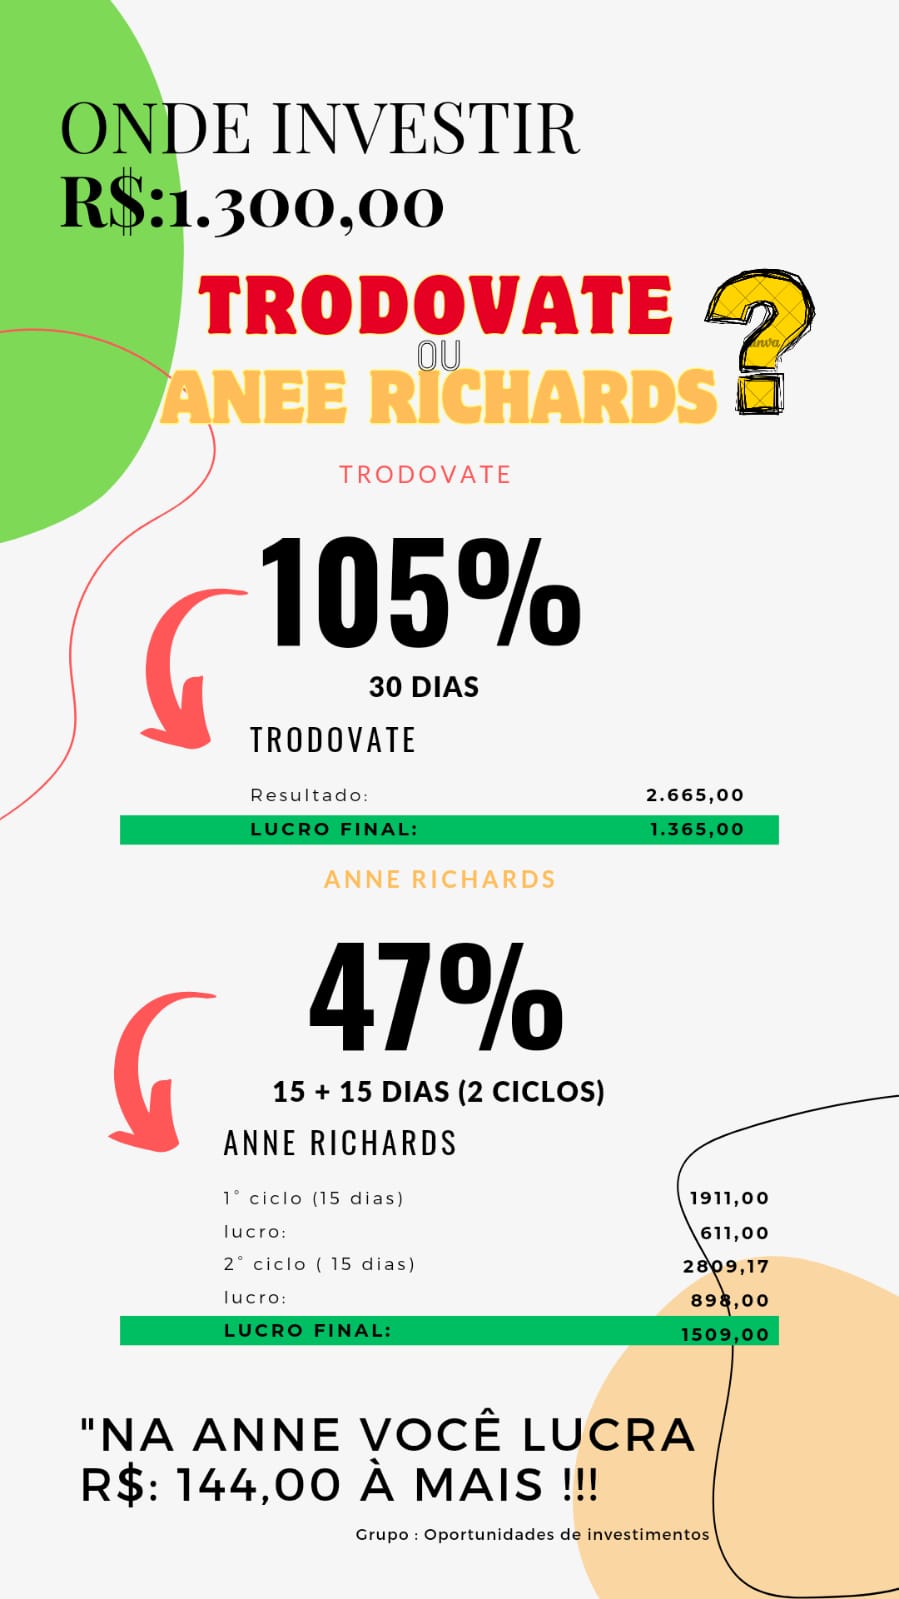 ONDE INVESTIR
R$:1.300,00
TRODOVATE
OU
ANEE RICHARDS
TRODOVATE
105%
30 DIAS
TRODOVATE
Resultado: 2.665,00
LUCRO FINAL: 1.365,00
ANNE RICHARDS
47%
15 + 15 DIAS (2 CICLOS)
ANNE RICHARDS
1° ciclo (15 dias) 1911,00
lucro: 611,00
2° ciclo ( 15 dias) 2809,17
lucro: 898,00
LUCRO FINAL: 1509,00
"NA ANNE VOCÊ LUCRA
R$: 144,00 À MAIS !!!
Grupo : Oportunidades de investimentos